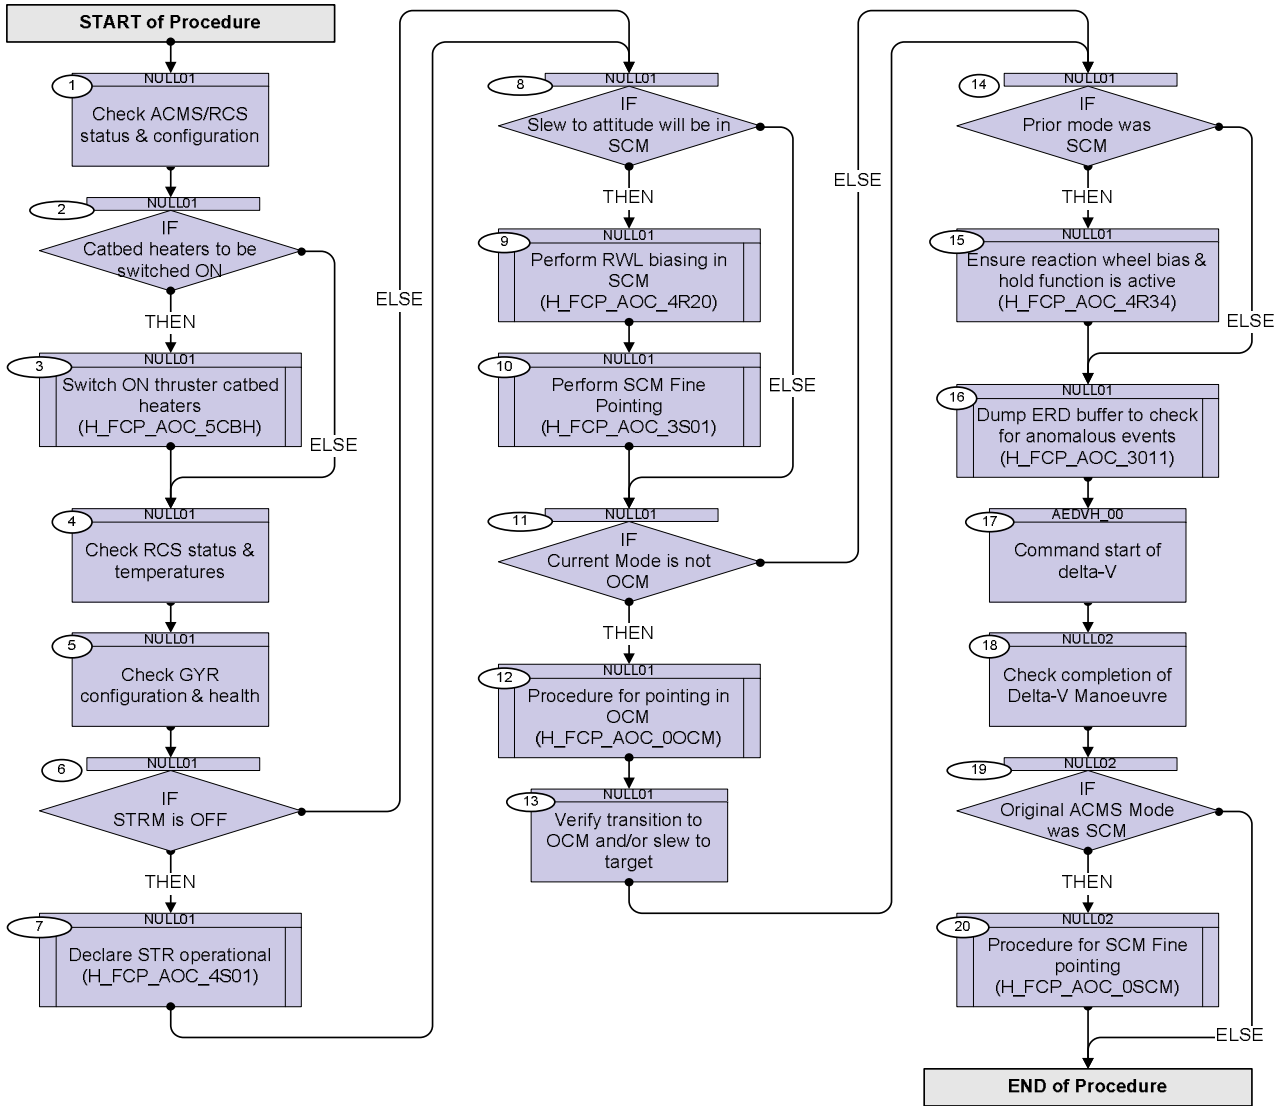 START of Procedure
1
NULL01
Check ACMS/RCS
status & configuration
2
NULL01
IF
Catbed heaters to be
switched ON
THEN
ELSE
3
NULL01
Switch ON thruster catbed
heaters
(H_FCP_AOC_5CBH)
4
NULL01
Check RCS status &
temperatures
5
NULL01
Check GYR
configuration & health
6
NULL01
IF
STRM is OFF
THEN
ELSE
7
NULL01
Declare STR operational
(H_FCP_AOC_4S01)
8
NULL01
IF
Slew to attitude will be in
SCM
THEN
ELSE
9
NULL01
Perform RWL biasing in
SCM
(H_FCP_AOC_4R20)
10
NULL01
Perform SCM Fine
Pointing
(H_FCP_AOC_3S01)
11
NULL01
IF
Current Mode is not
OCM
THEN
ELSE
12
NULL01
Procedure for pointing in
OCM
(H_FCP_AOC_0OCM)
13
NULL01
Verify transition to
OCM and/or slew to
target
14
NULL01
IF
Prior mode was
SCM
THEN
ELSE
15
NULL01
Ensure reaction wheel bias &
hold function is active
(H_FCP_AOC_4R34)
16
NULL01
Dump ERD buffer to check
for anomalous events
(H_FCP_AOC_3011)
17
AEDVH_00
Command start of
delta-V
18
NULL02
Check completion of
Delta-V Manoeuvre
19
NULL02
IF
Original ACMS Mode
was SCM
THEN
ELSE
20
NULL02
Procedure for SCM Fine
pointing
(H_FCP_AOC_0SCM)
END of Procedure